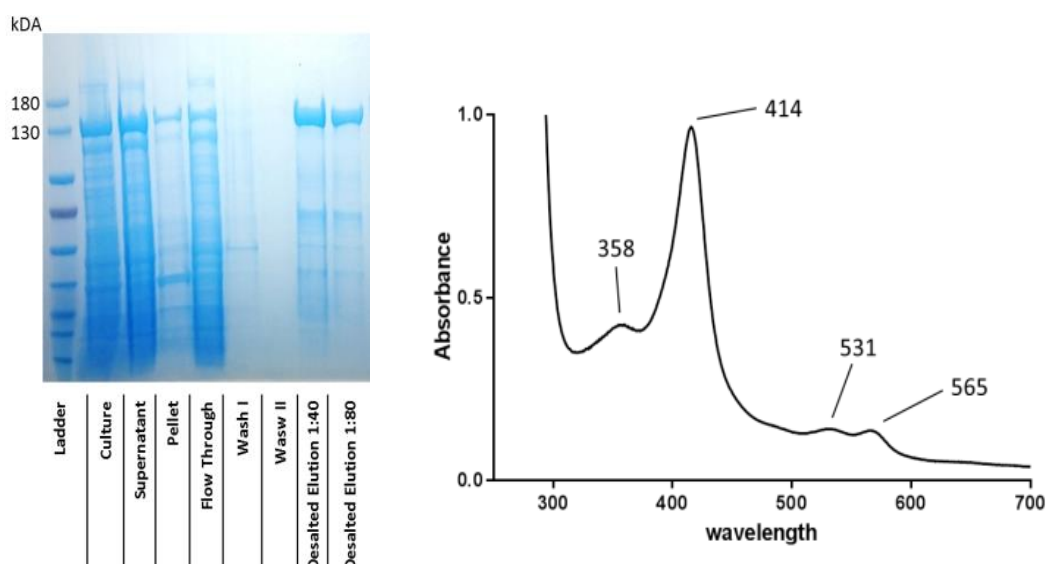 kDA
180
130
Ladder
Culture
Supernatant
Pellet
Flow Through
Wash I
Wasw II
Desalted Elution 1:40
Desalted Elution 1:80
Absorbance
1.0
0.5
0.0
414
358
531
565
300 400 500 600 700
wavelength